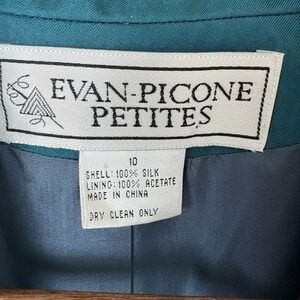 EVAN-PICONE
PETITES
10
SHELL: 100% SILK
LINING: 100% ACETATE
MADE IN CHINA
DRY CLEAN ONLY